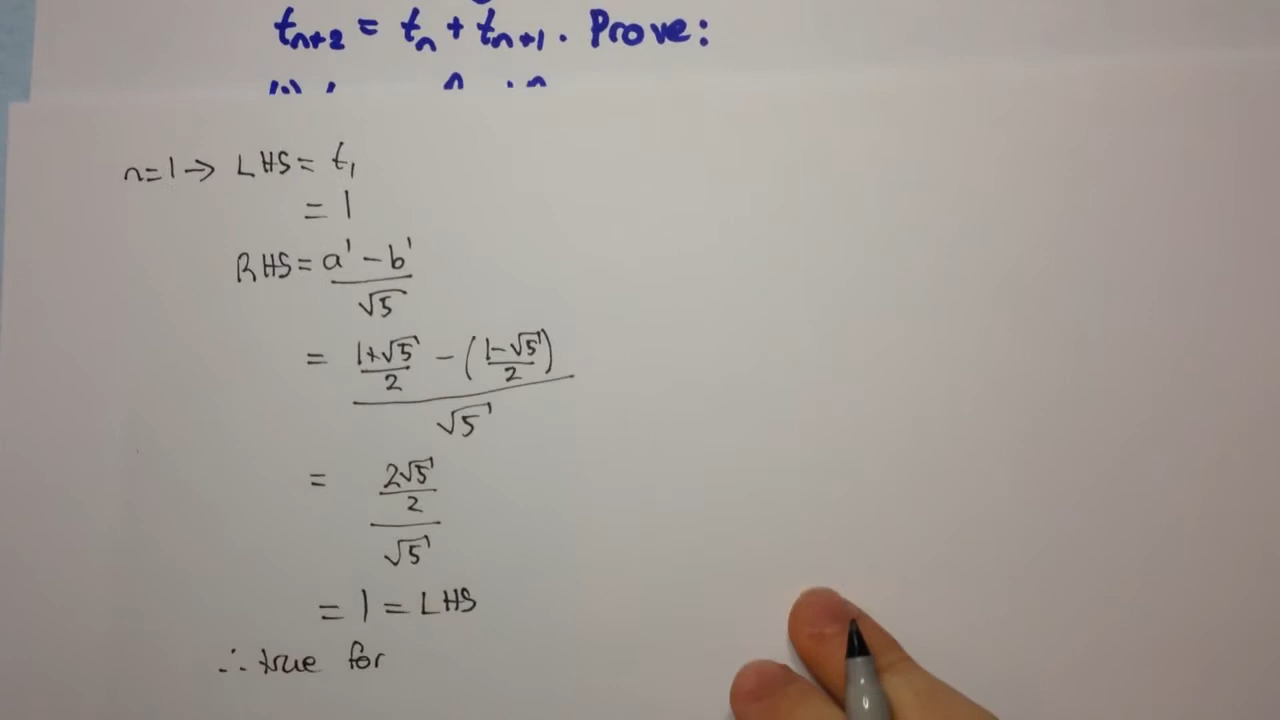 tn+2 = tn + tn+1. Prove:
n=1 → LHS = t1
= 1
RHS = a¹ - b¹
√5
= 1+√5 - (1-√5)
2 2
√5
= 2√5
2
√5
= 1 = LHS
∴ true for